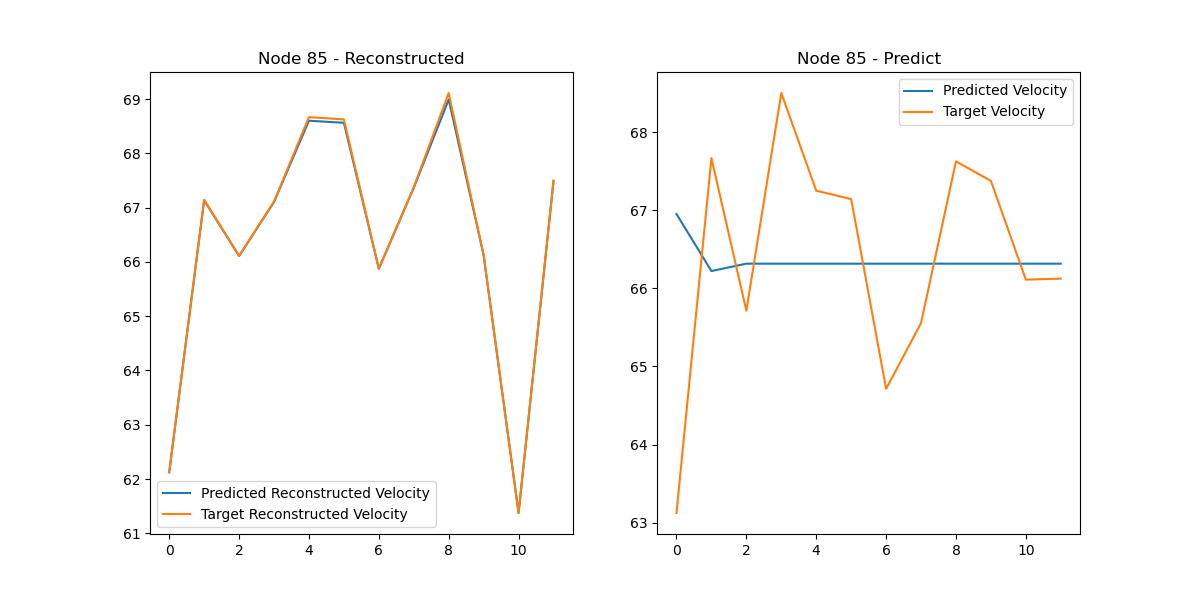 Node 85 - Reconstructed
69
68
67
66
65
64
63
62
61
0 2 4 6 8 10
Predicted Reconstructed Velocity
Target Reconstructed Velocity
Node 85 - Predict
Predicted Velocity
Target Velocity
68
67
66
65
64
63
0 2 4 6 8 10